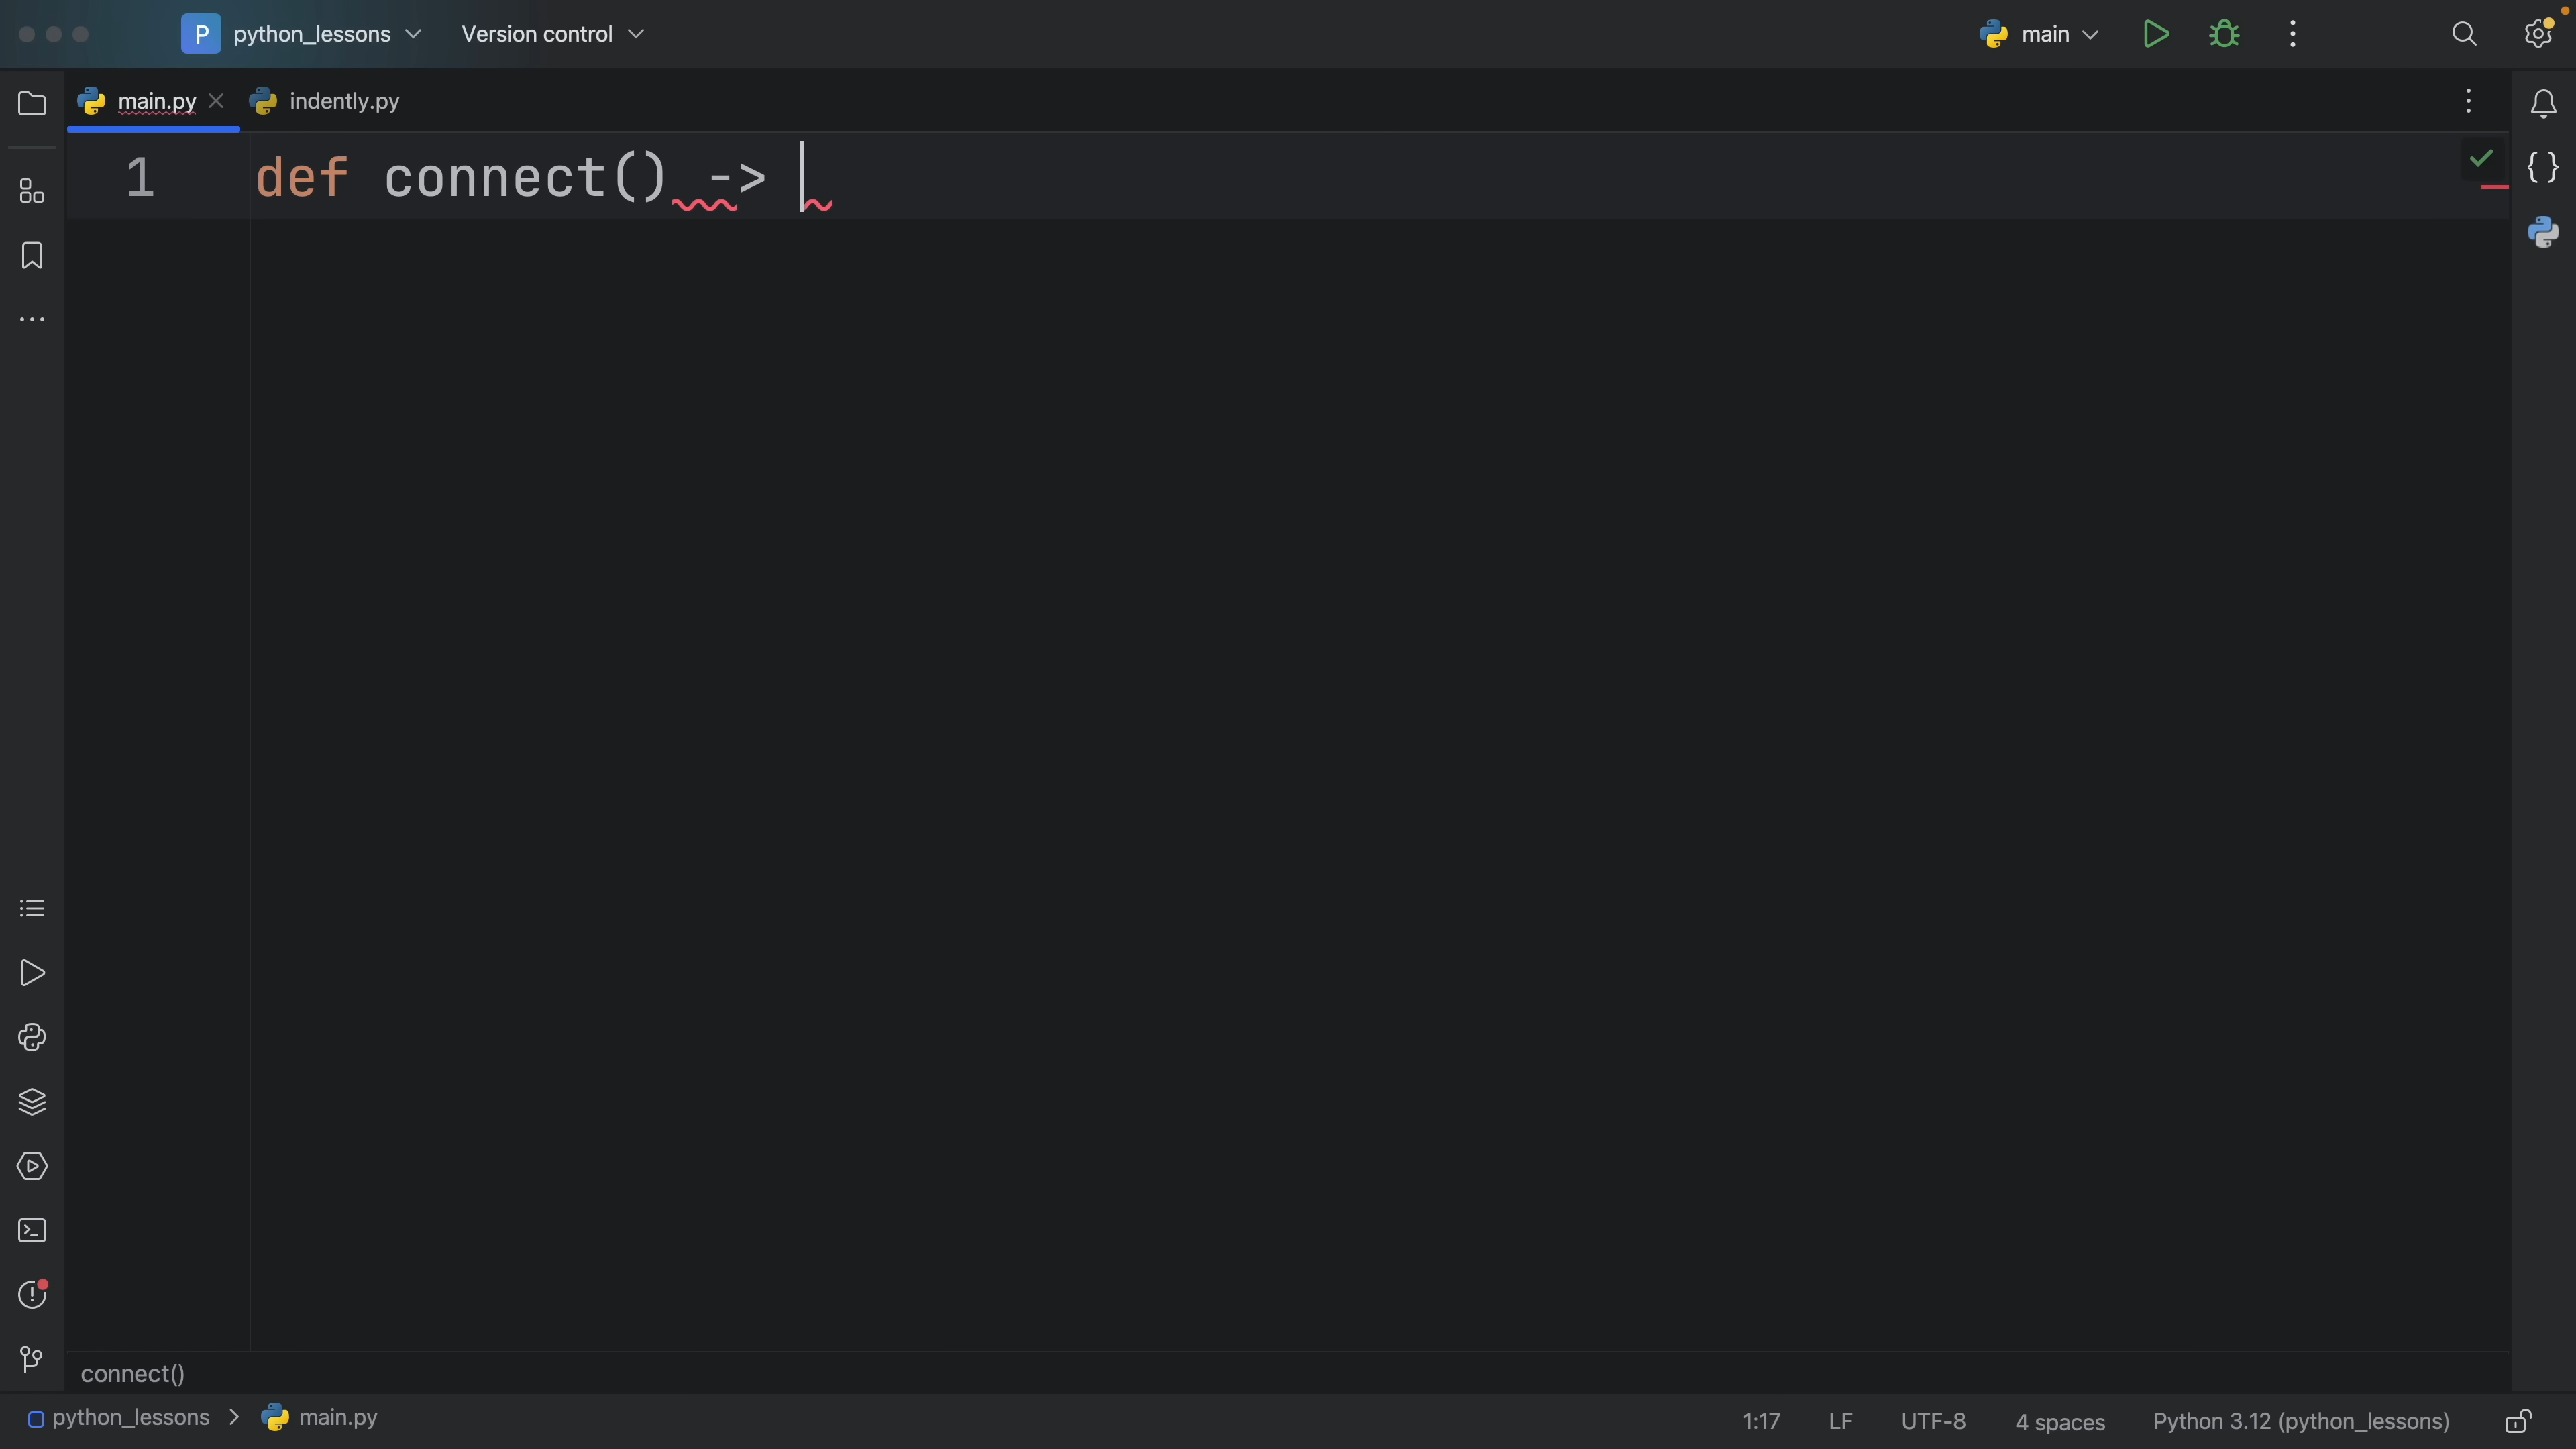 P python_lessons Version control main
main.py indently.py
1 def connect() ->
connect()
python_lessons > main.py 1:17 LF UTF-8 4 spaces Python 3.12 (python_lessons)